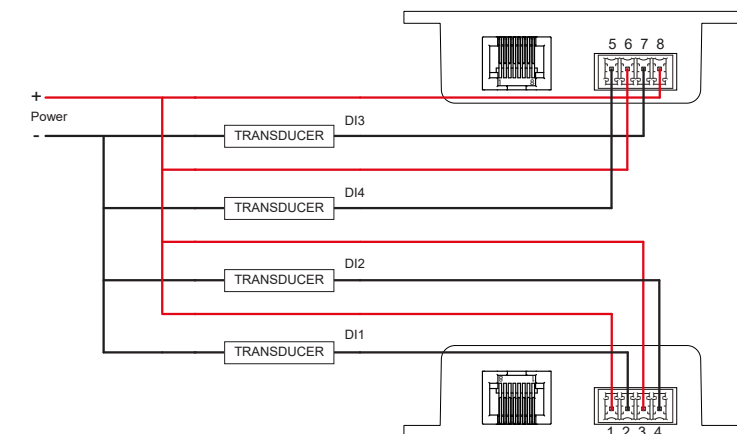 5 6 7 8
+
Power
-
DI3
TRANSDUCER
DI4
TRANSDUCER
DI2
TRANSDUCER
DI1
TRANSDUCER
1 2 3 4